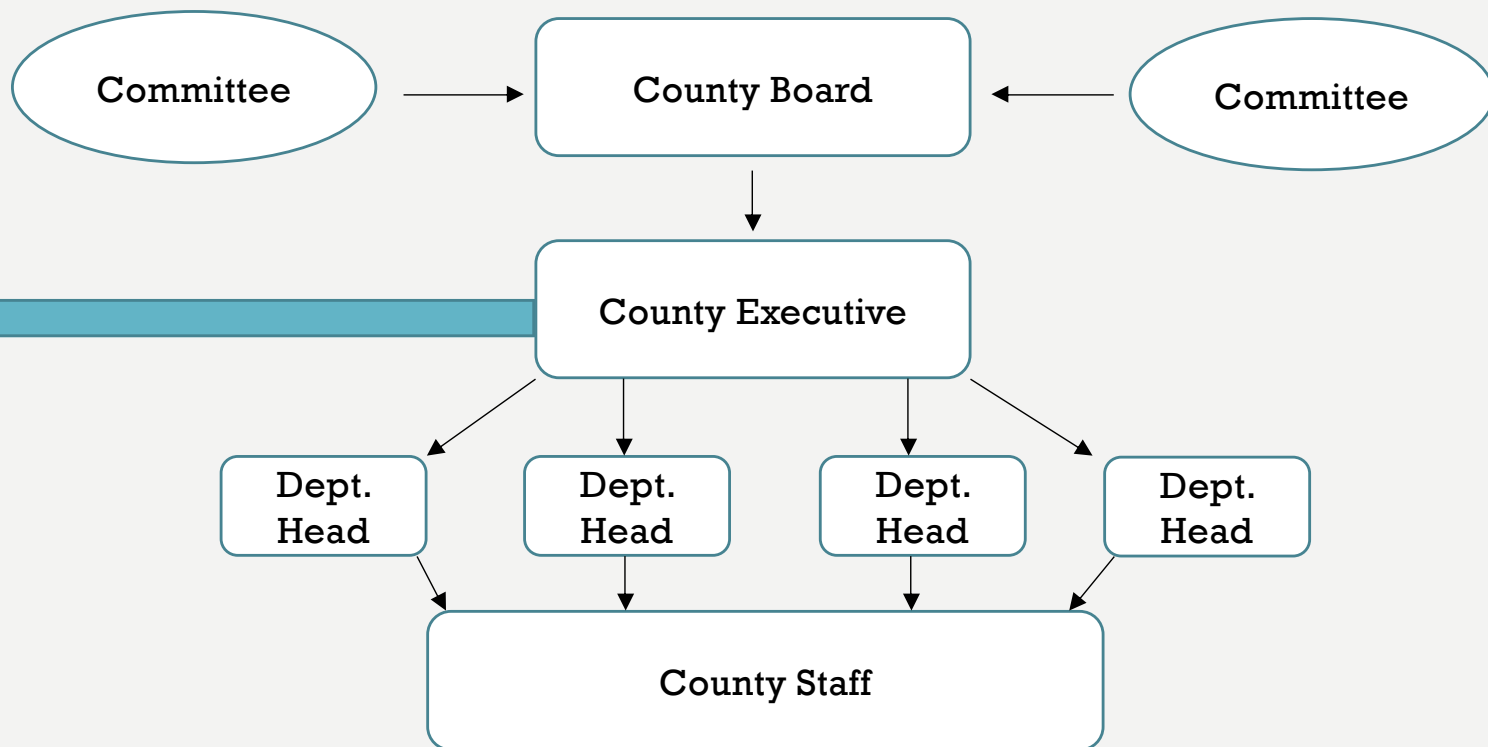 Committee
County Board
Committee
County Executive
Dept.
Head
Dept.
Head
Dept.
Head
Dept.
Head
County Staff